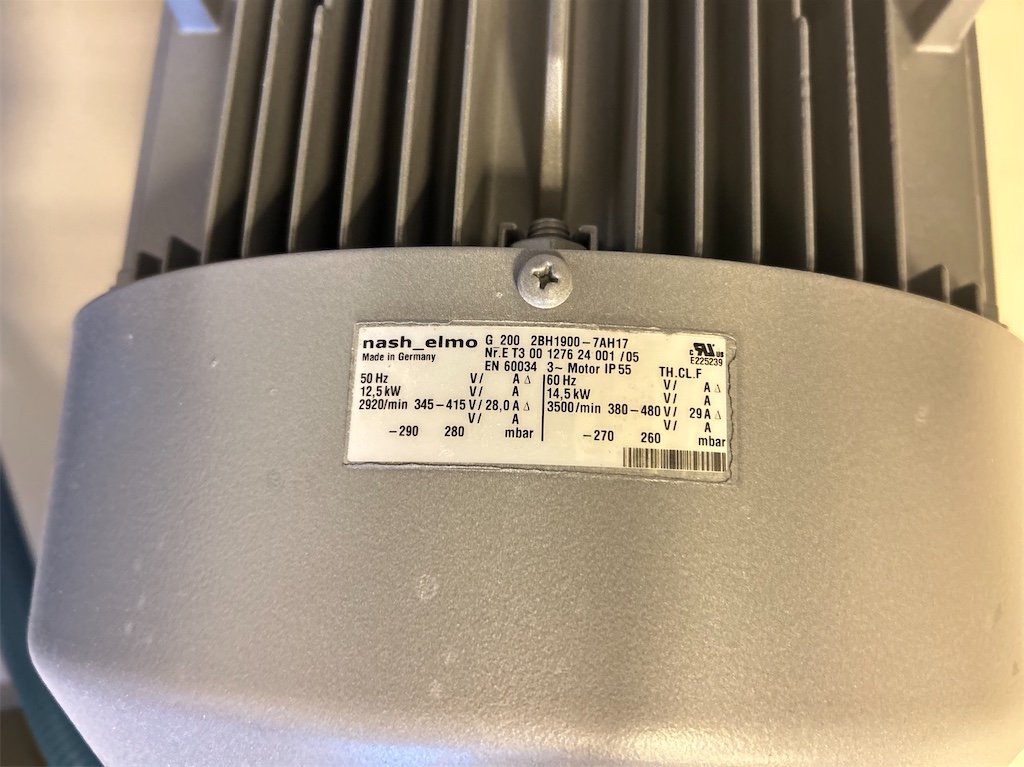 nash_elmo G 200 2BH1900-7AH17
Made in Germany Nr.E T3 00 1276 24 001 /05
EN 60034 3~ Motor IP 55 TH.CL.F
c RU us
E225239
50 Hz V/ A Δ
12,5 kW V/ A
2920/min 345-415 V/ 28,0 A Δ
V/ A
-290 280 mbar
60 Hz V/ A Δ
14,5 kW V/ A
3500/min 380-480 V/ 29 A Δ
V/ A
-270 260 mbar